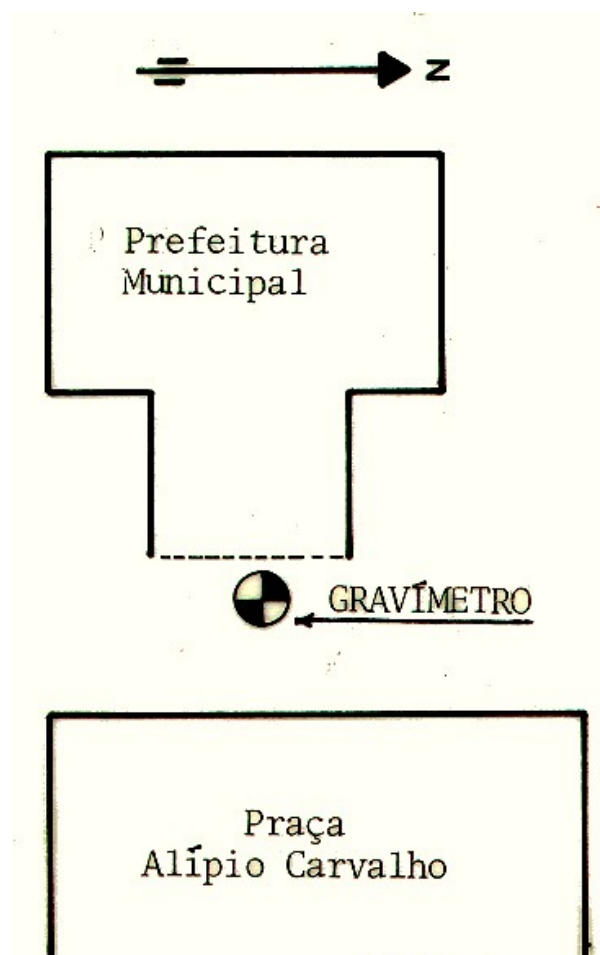 N
Prefeitura
Municipal
GRAVÍMETRO
Praça
Alípio Carvalho